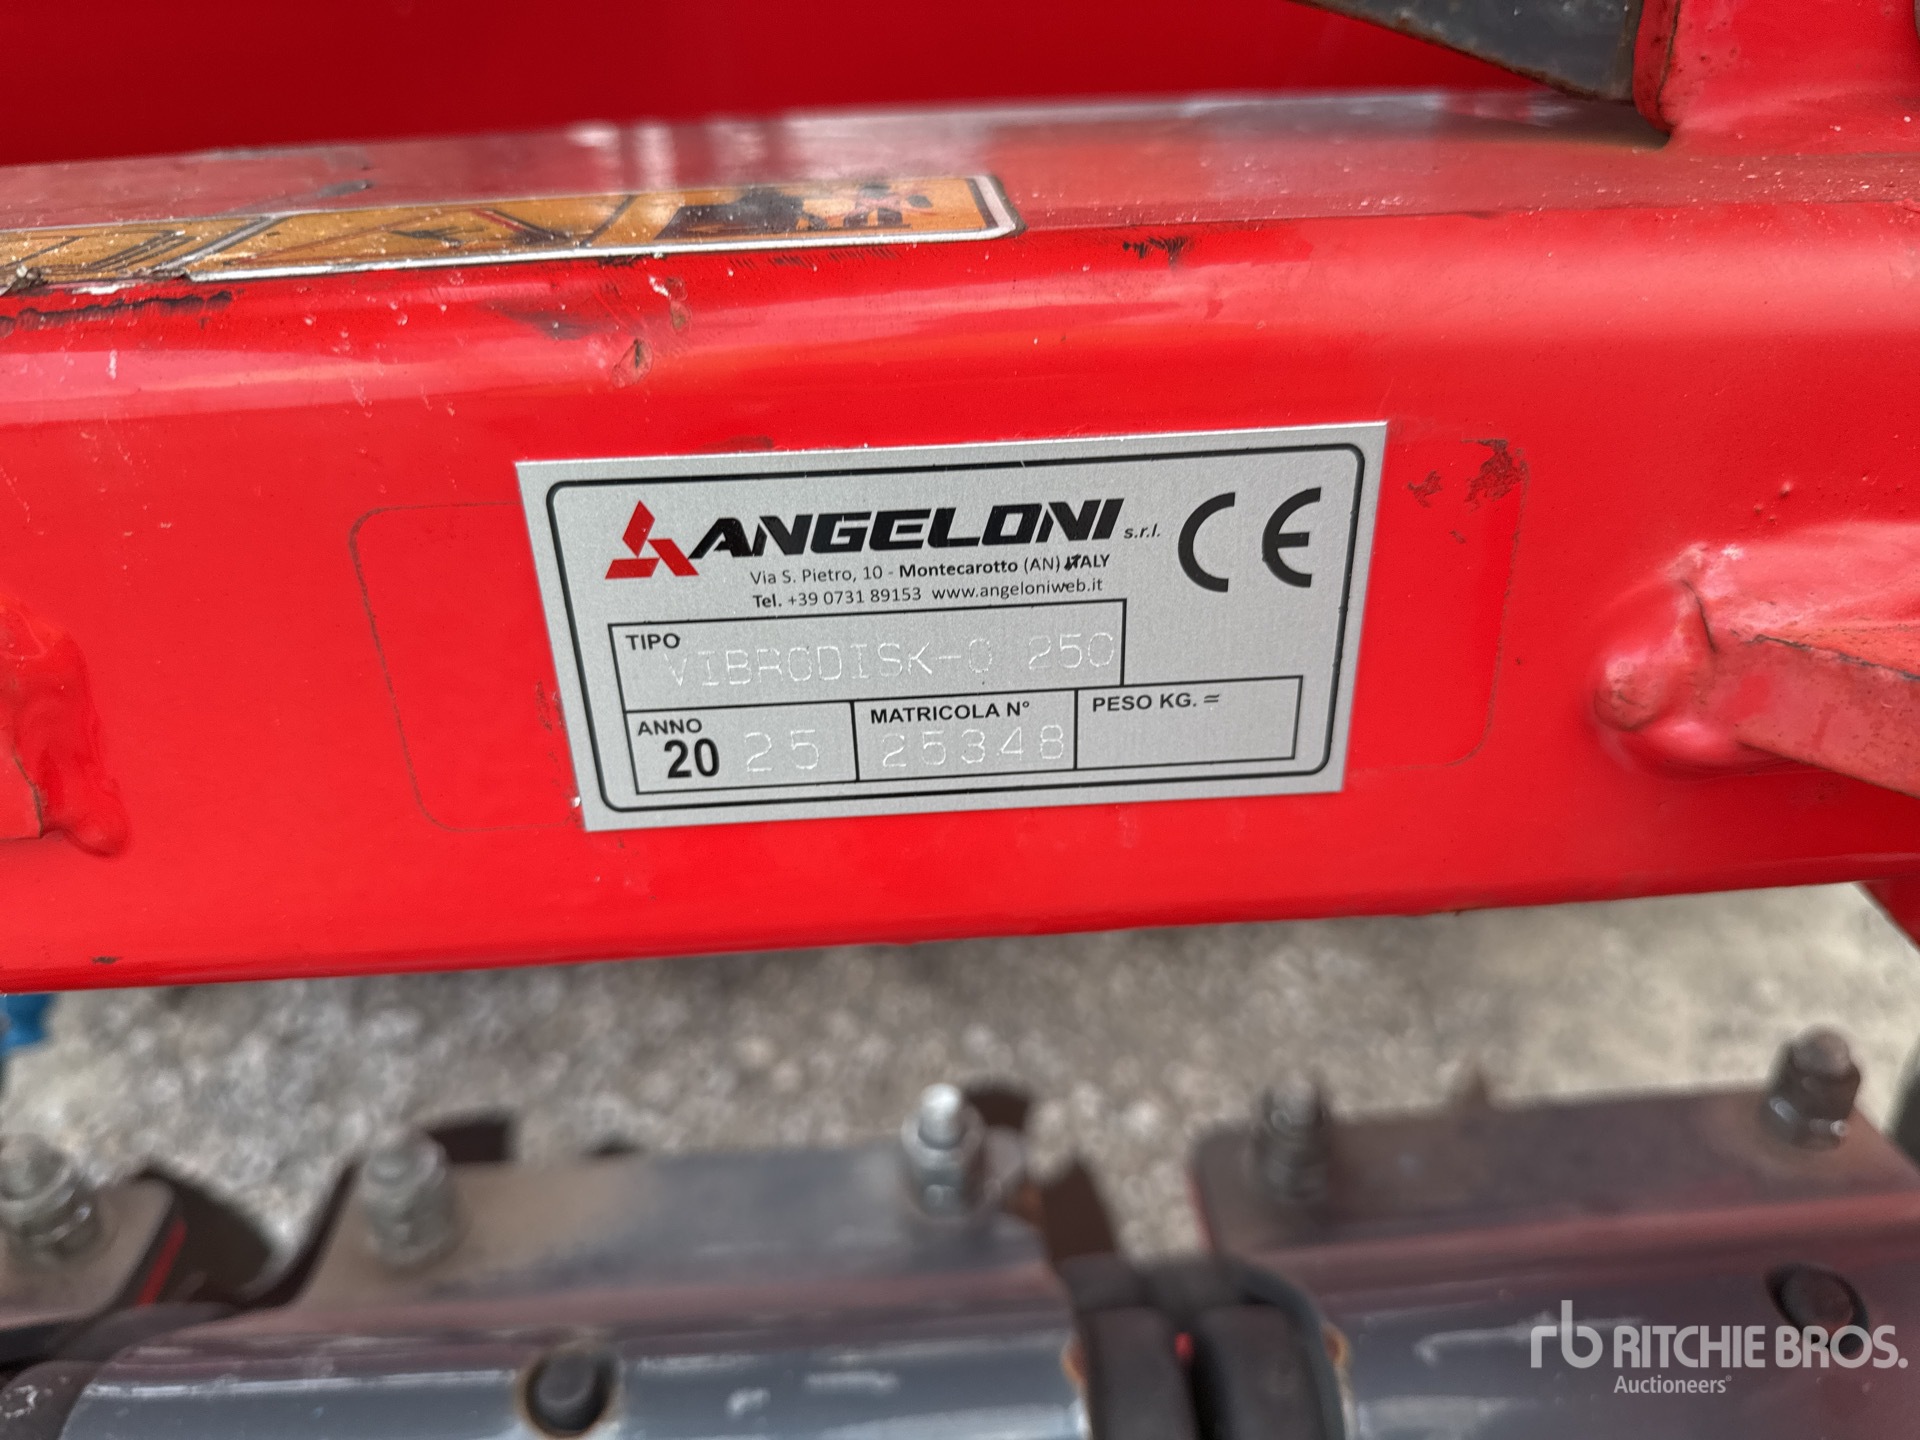 ANGELONI s.r.l.
CE
Via S. Pietro, 10 - Montecarotto (AN) ITALY
Tel. +39 0731 89153 www.angeloniweb.it
TIPO
VIBRODISK-O 250
ANNO
20 25
MATRICOLA N°
25348
PESO KG. =
rb RITCHIE BROS.
Auctioneers